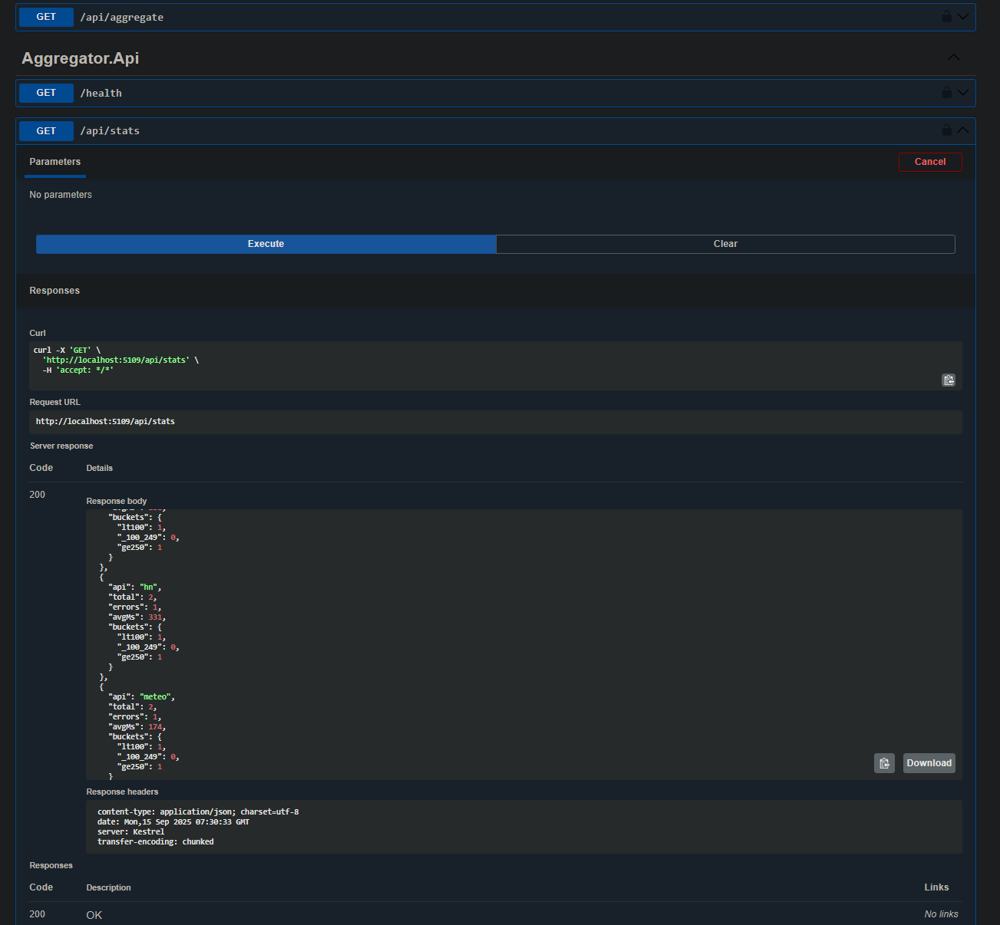 GET /api/aggregate
Aggregator.Api
GET /health
GET /api/stats
Parameters
Cancel
No parameters
Execute
Clear
Responses
Curl
curl -X 'GET' \
  'http://localhost:5109/api/stats' \
  -H 'accept: */*'
Request URL
http://localhost:5109/api/stats
Server response
Code Details
200
Response body
    "buckets": {
      "lt100": 1,
      "_100_249": 0,
      "ge250": 1
    }
  },
  {
    "api": "hn",
    "total": 2,
    "errors": 1,
    "avgMs": 331,
    "buckets": {
      "lt100": 1,
      "_100_249": 0,
      "ge250": 1
    }
  },
  {
    "api": "meteo",
    "total": 2,
    "errors": 1,
    "avgMs": 174,
    "buckets": {
      "lt100": 1,
      "_100_249": 0,
      "ge250": 1
    }
Download
Response headers
content-type: application/json; charset=utf-8
date: Mon,15 Sep 2025 07:30:33 GMT
server: Kestrel
transfer-encoding: chunked
Responses
Code Description Links
200 OK No links